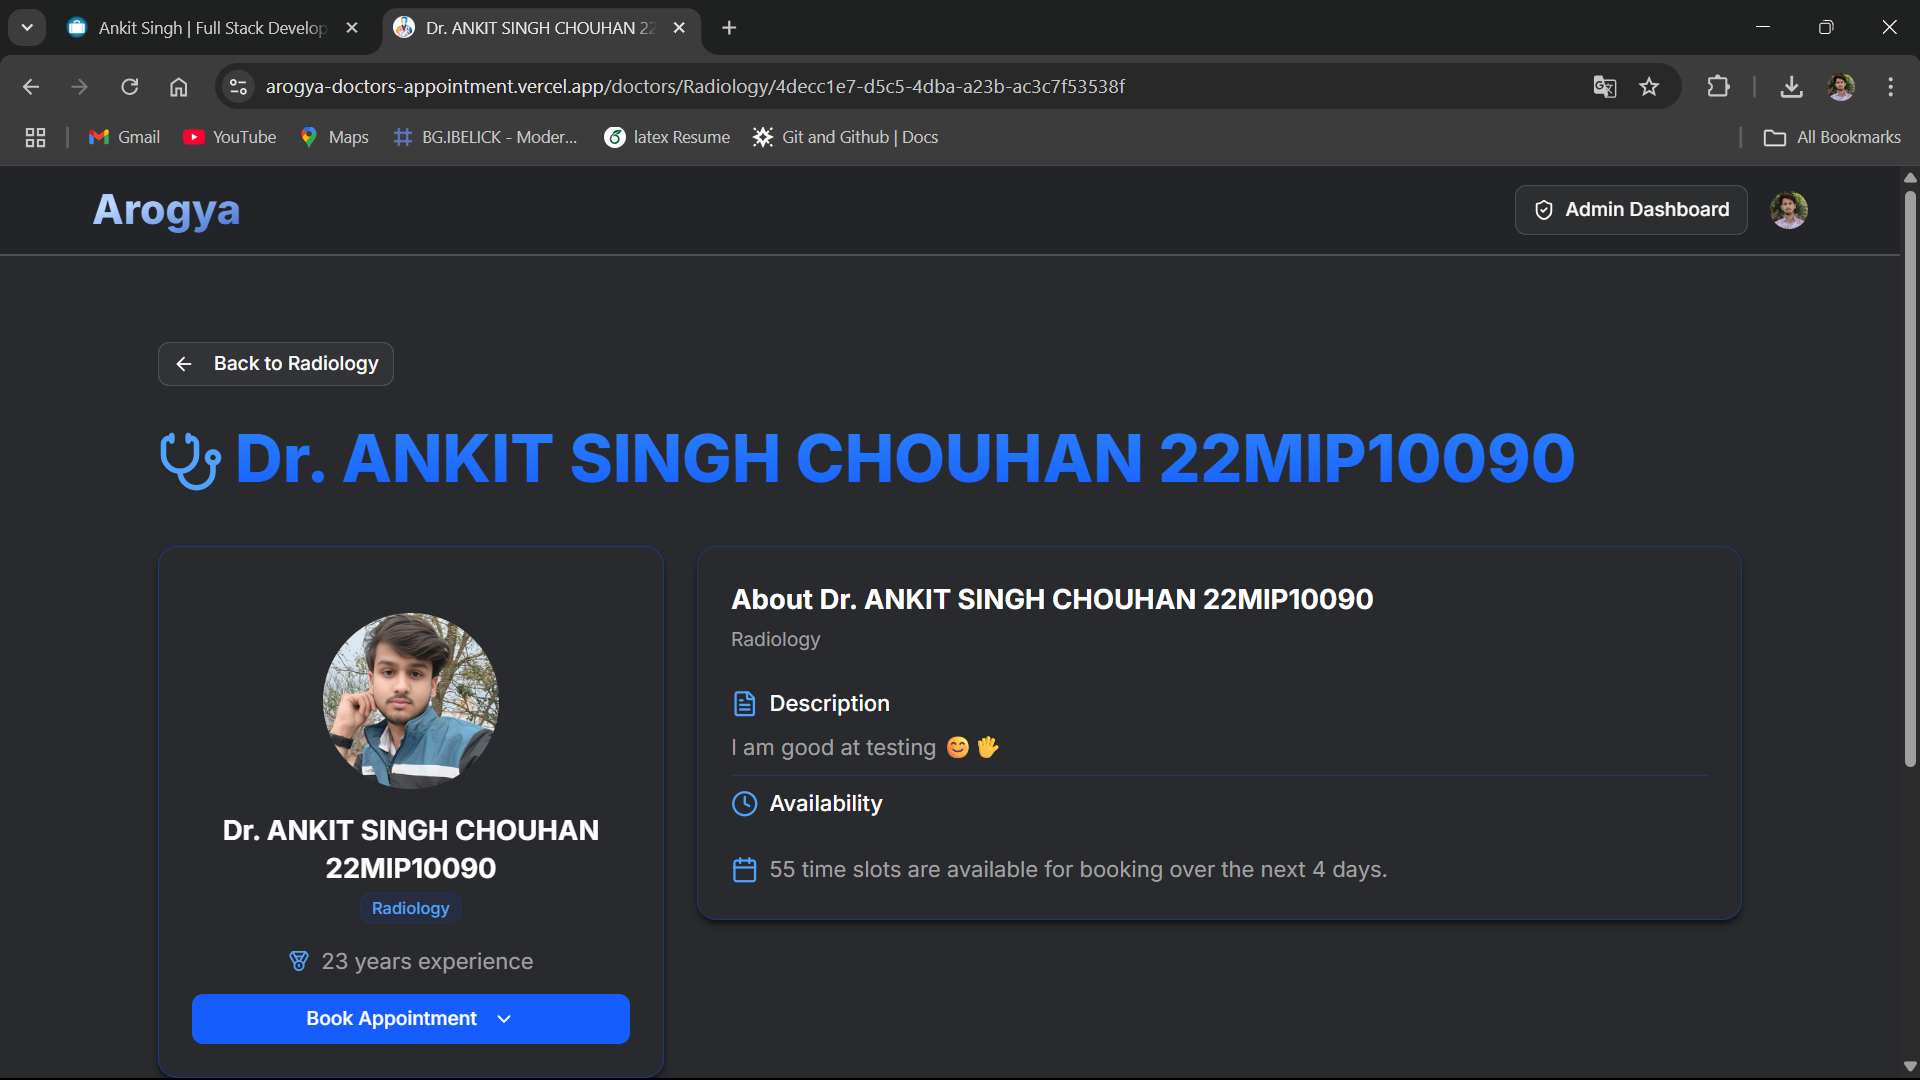 Ankit Singh | Full Stack Develop
Dr. ANKIT SINGH CHOUHAN 22
arogya-doctors-appointment.vercel.app/doctors/Radiology/4decc1e7-d5c5-4dba-a23b-ac3c7f53538f
Gmail YouTube Maps BG.IBELICK - Moder... latex Resume Git and Github | Docs All Bookmarks
Arogya
Admin Dashboard
Back to Radiology
Dr. ANKIT SINGH CHOUHAN 22MIP10090
Dr. ANKIT SINGH CHOUHAN
22MIP10090
Radiology
23 years experience
Book Appointment
About Dr. ANKIT SINGH CHOUHAN 22MIP10090
Radiology
Description
I am good at testing 😊 🖐
Availability
55 time slots are available for booking over the next 4 days.